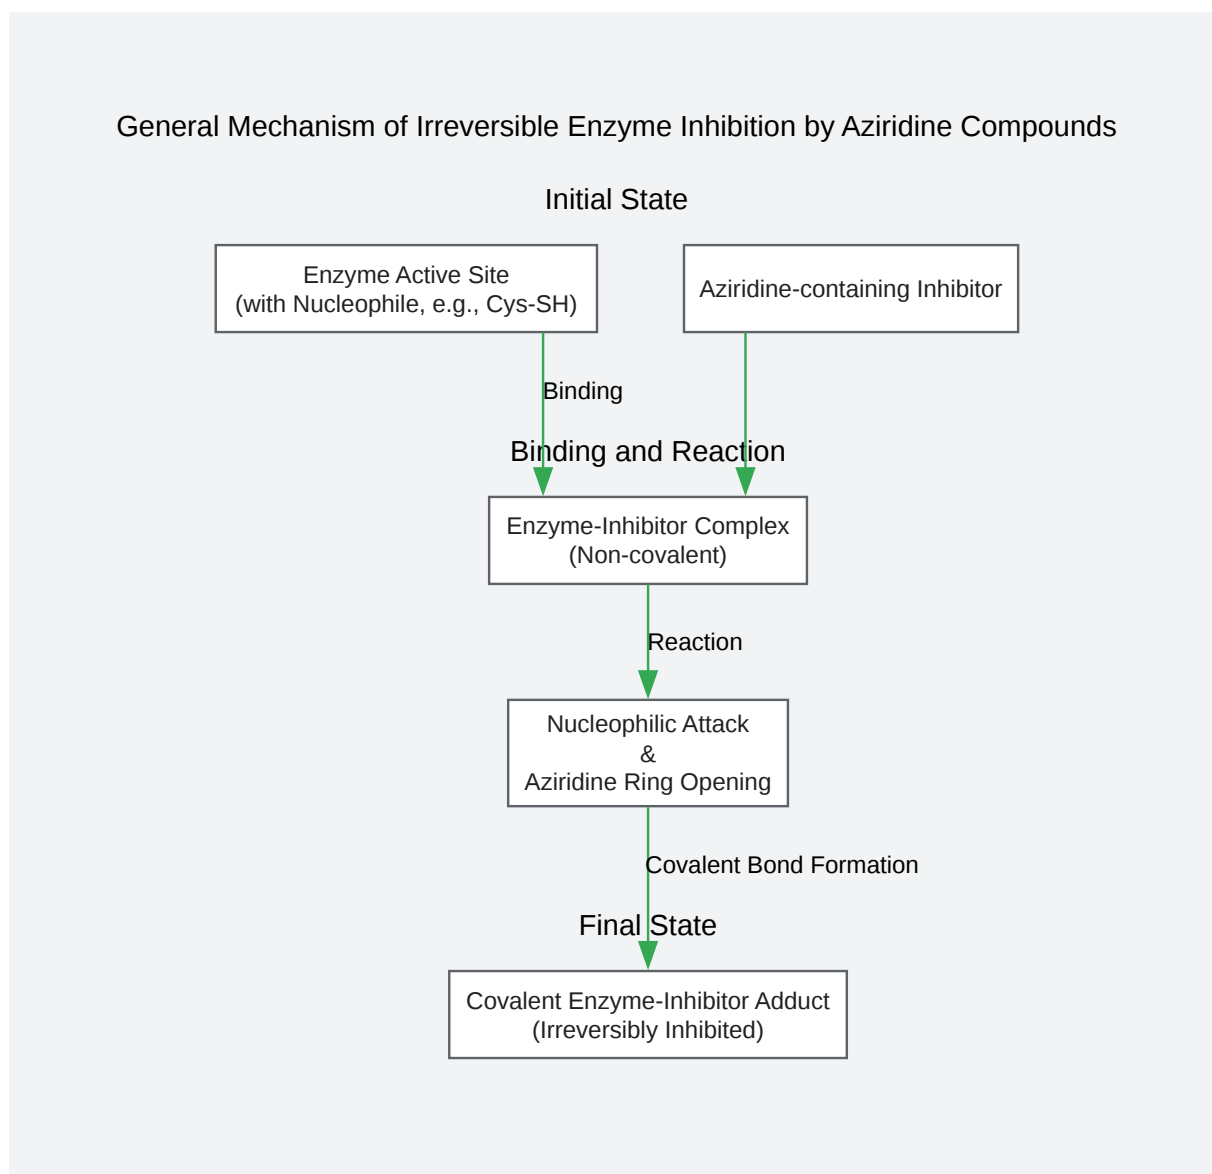 General Mechanism of Irreversible Enzyme Inhibition by Aziridine Compounds
Initial State
Enzyme Active Site
(with Nucleophile, e.g., Cys-SH)
Aziridine-containing Inhibitor
Binding
Binding and Reaction
Enzyme-Inhibitor Complex
(Non-covalent)
Reaction
Nucleophilic Attack
&
Aziridine Ring Opening
Covalent Bond Formation
Final State
Covalent Enzyme-Inhibitor Adduct
(Irreversibly Inhibited)